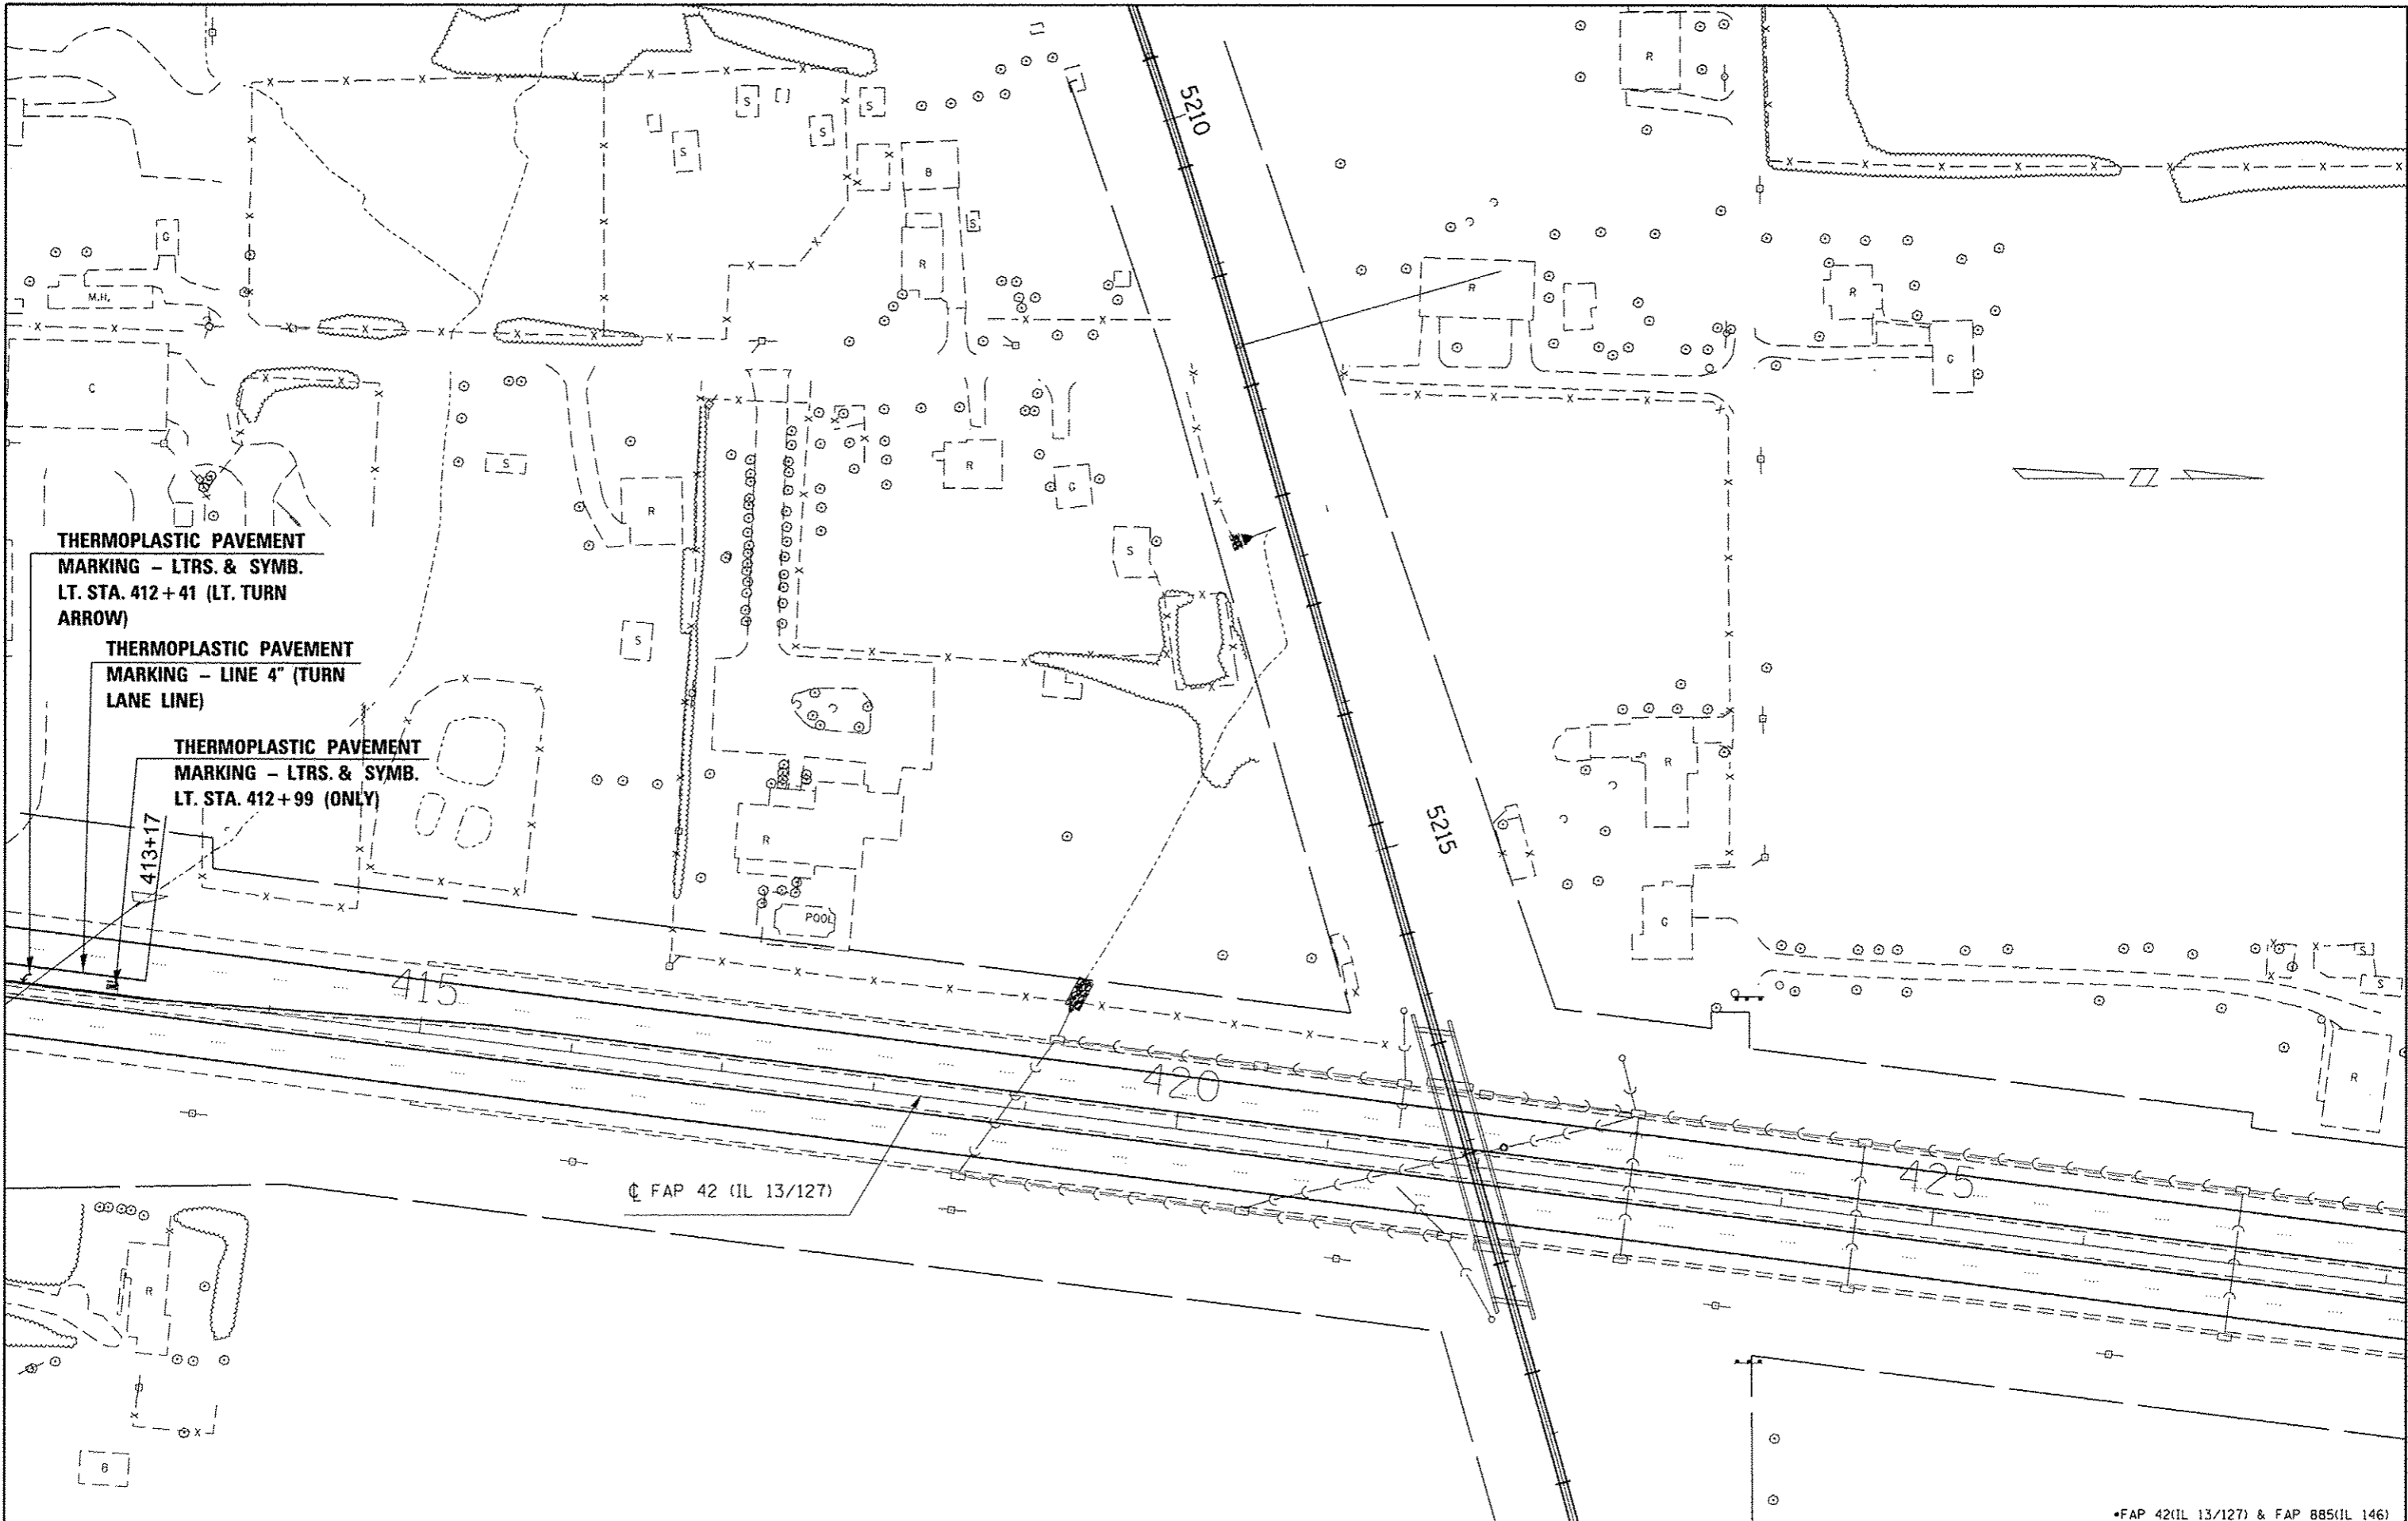 5210
R
S
S
S
S
B
S
R
G
M.H.
R
R
G
C
S
R
R
G
S
THERMOPLASTIC PAVEMENT
MARKING - LTRS. & SYMB.
LT. STA. 412+41 (LT. TURN
ARROW)
THERMOPLASTIC PAVEMENT
MARKING - LINE 4" (TURN
LANE LINE)
THERMOPLASTIC PAVEMENT
MARKING - LTRS. & SYMB.
LT. STA. 412+99 (ONLY)
413+17
S
R
POOL
5215
R
G
S
S
R
415
420
425
℄ FAP 42 (IL 13/127)
R
B
•FAP 42(IL 13/127) & FAP 885(IL 146)